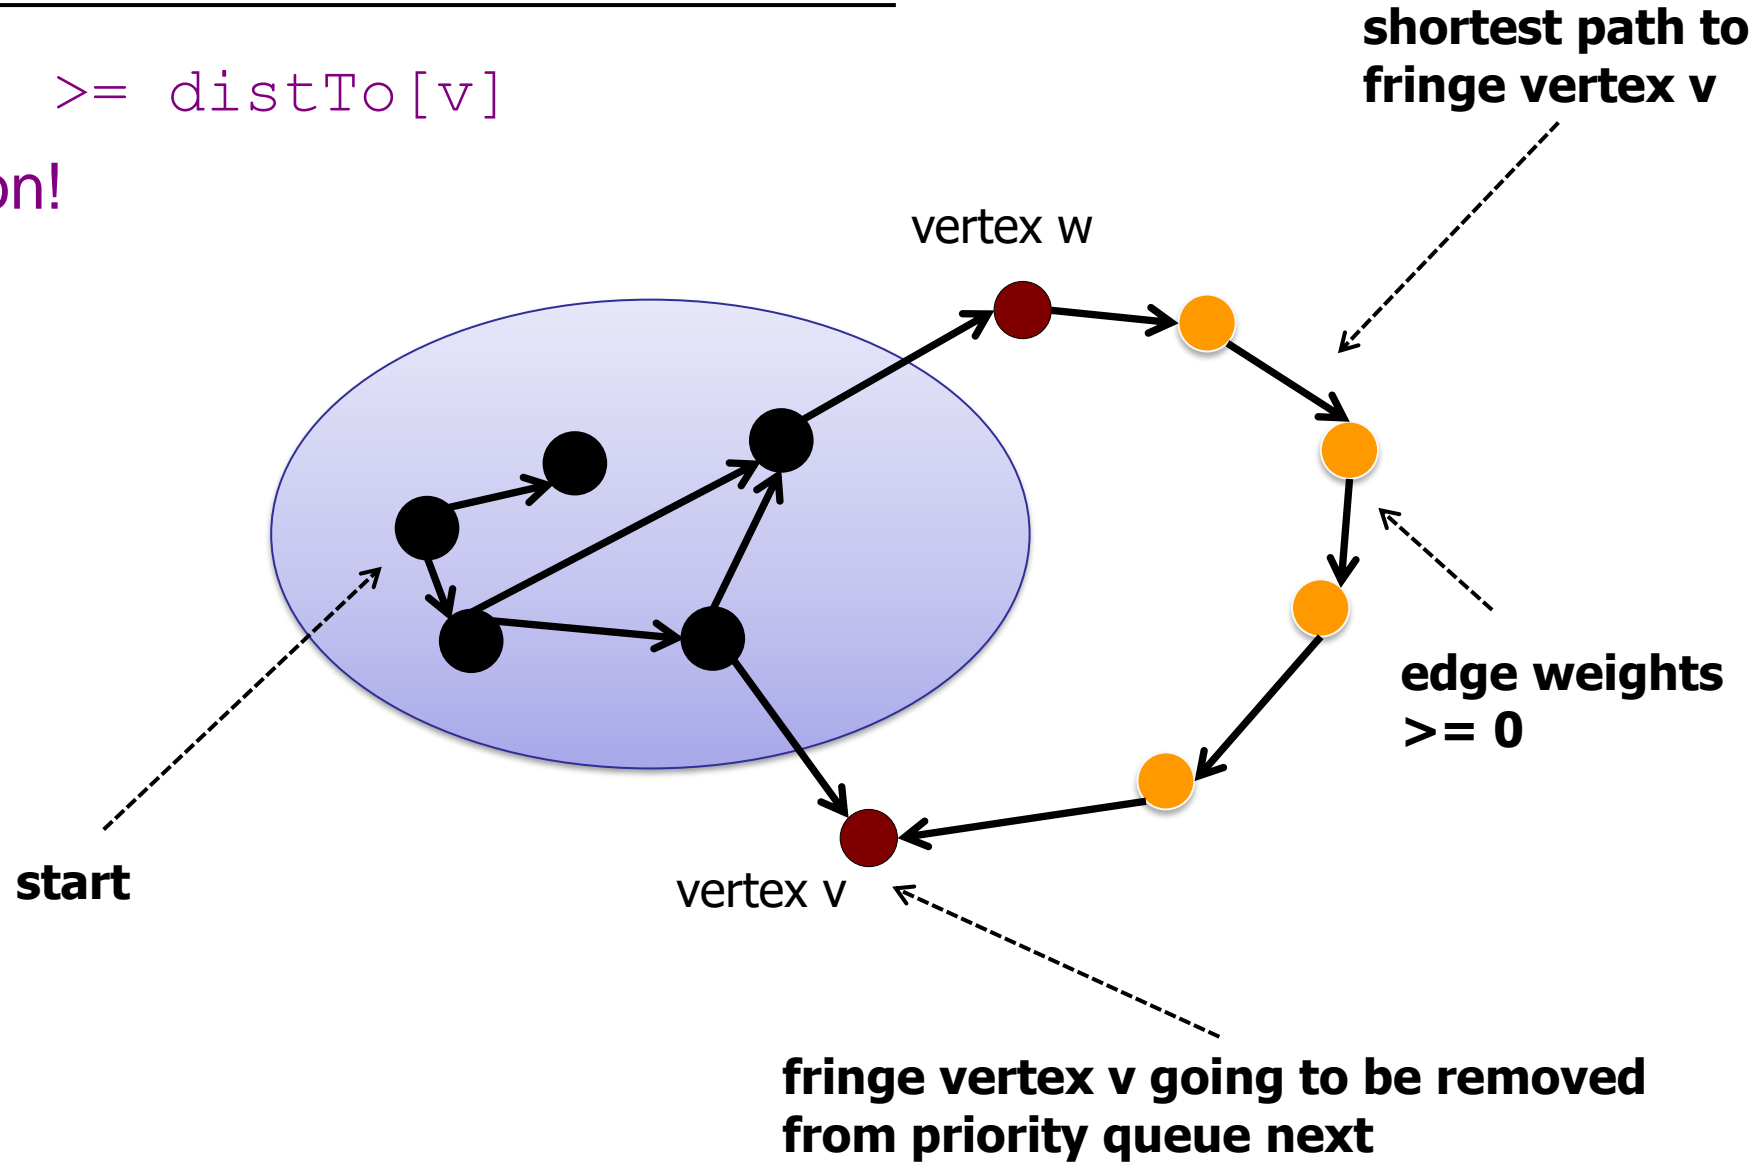 shortest path to
fringe vertex v
>= distTo[v]
on!
vertex w
edge weights
>= 0
start
vertex v
fringe vertex v going to be removed
from priority queue next